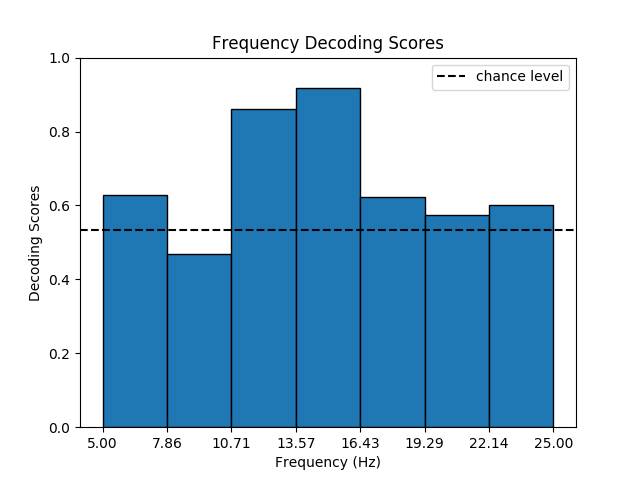 Frequency Decoding Scores
chance level
1.0
0.8
0.6
0.4
0.2
0.0
Decoding Scores
5.00 7.86 10.71 13.57 16.43 19.29 22.14 25.00
Frequency (Hz)